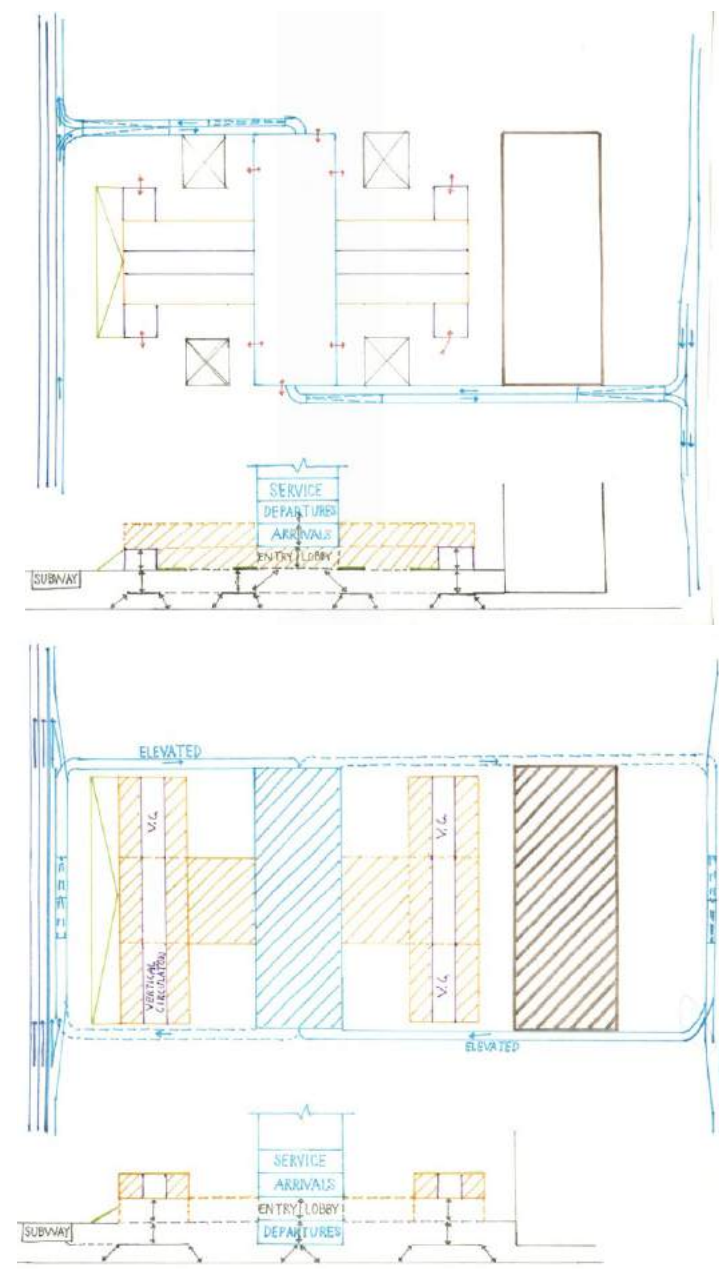 SERVICE
DEPARTURES
ARRIVALS
ENTRY LOBBY
SUBWAY
ELEVATED
V.C.
V.C.
VERTICAL
CIRCULATION
V.C.
ELEVATED
SERVICE
ARRIVALS
ENTRY LOBBY
DEPARTURES
SUBWAY